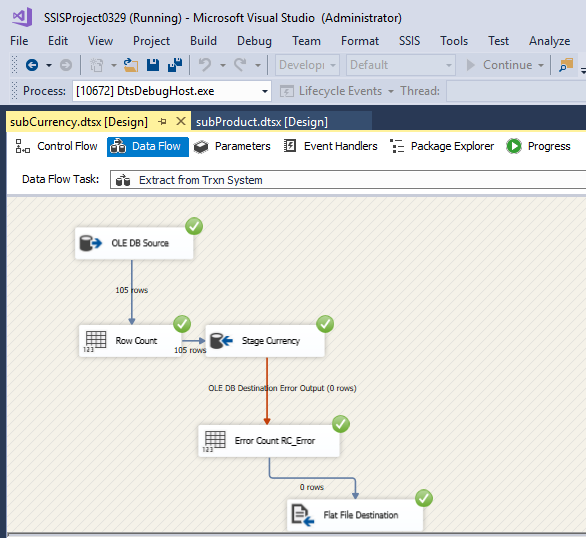 SSISProject0329 (Running) - Microsoft Visual Studio (Administrator)
File Edit View Project Build Debug Team Format SSIS Tools Test Analyze
Develop Default Continue
Process: [10672] DtsDebugHost.exe Lifecycle Events Thread:
subCurrency.dtsx [Design] subProduct.dtsx [Design]
Control Flow Data Flow Parameters Event Handlers Package Explorer Progress
Data Flow Task: Extract from Trxn System
OLE DB Source
105 rows
123 Row Count
105 rows
Stage Currency
OLE DB Destination Error Output (0 rows)
123 Error Count RC_Error
0 rows
Flat File Destination